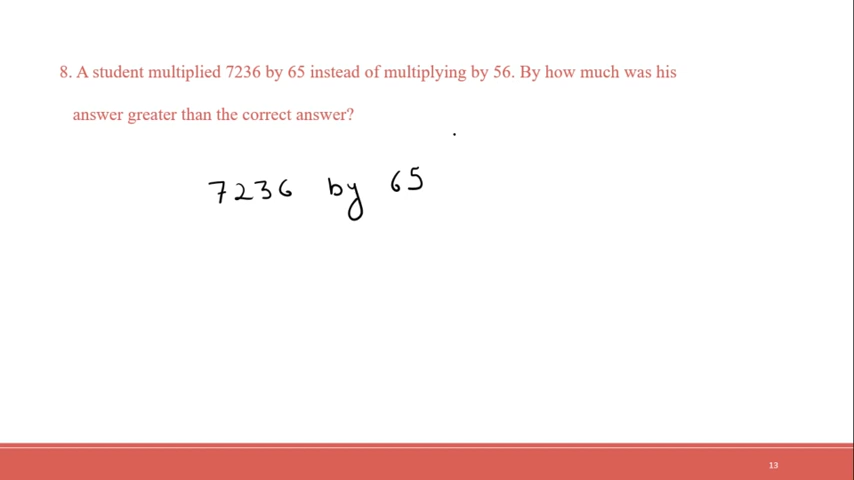 8. A student multiplied 7236 by 65 instead of multiplying by 56. By how much was his
answer greater than the correct answer?
7236 by 65
13